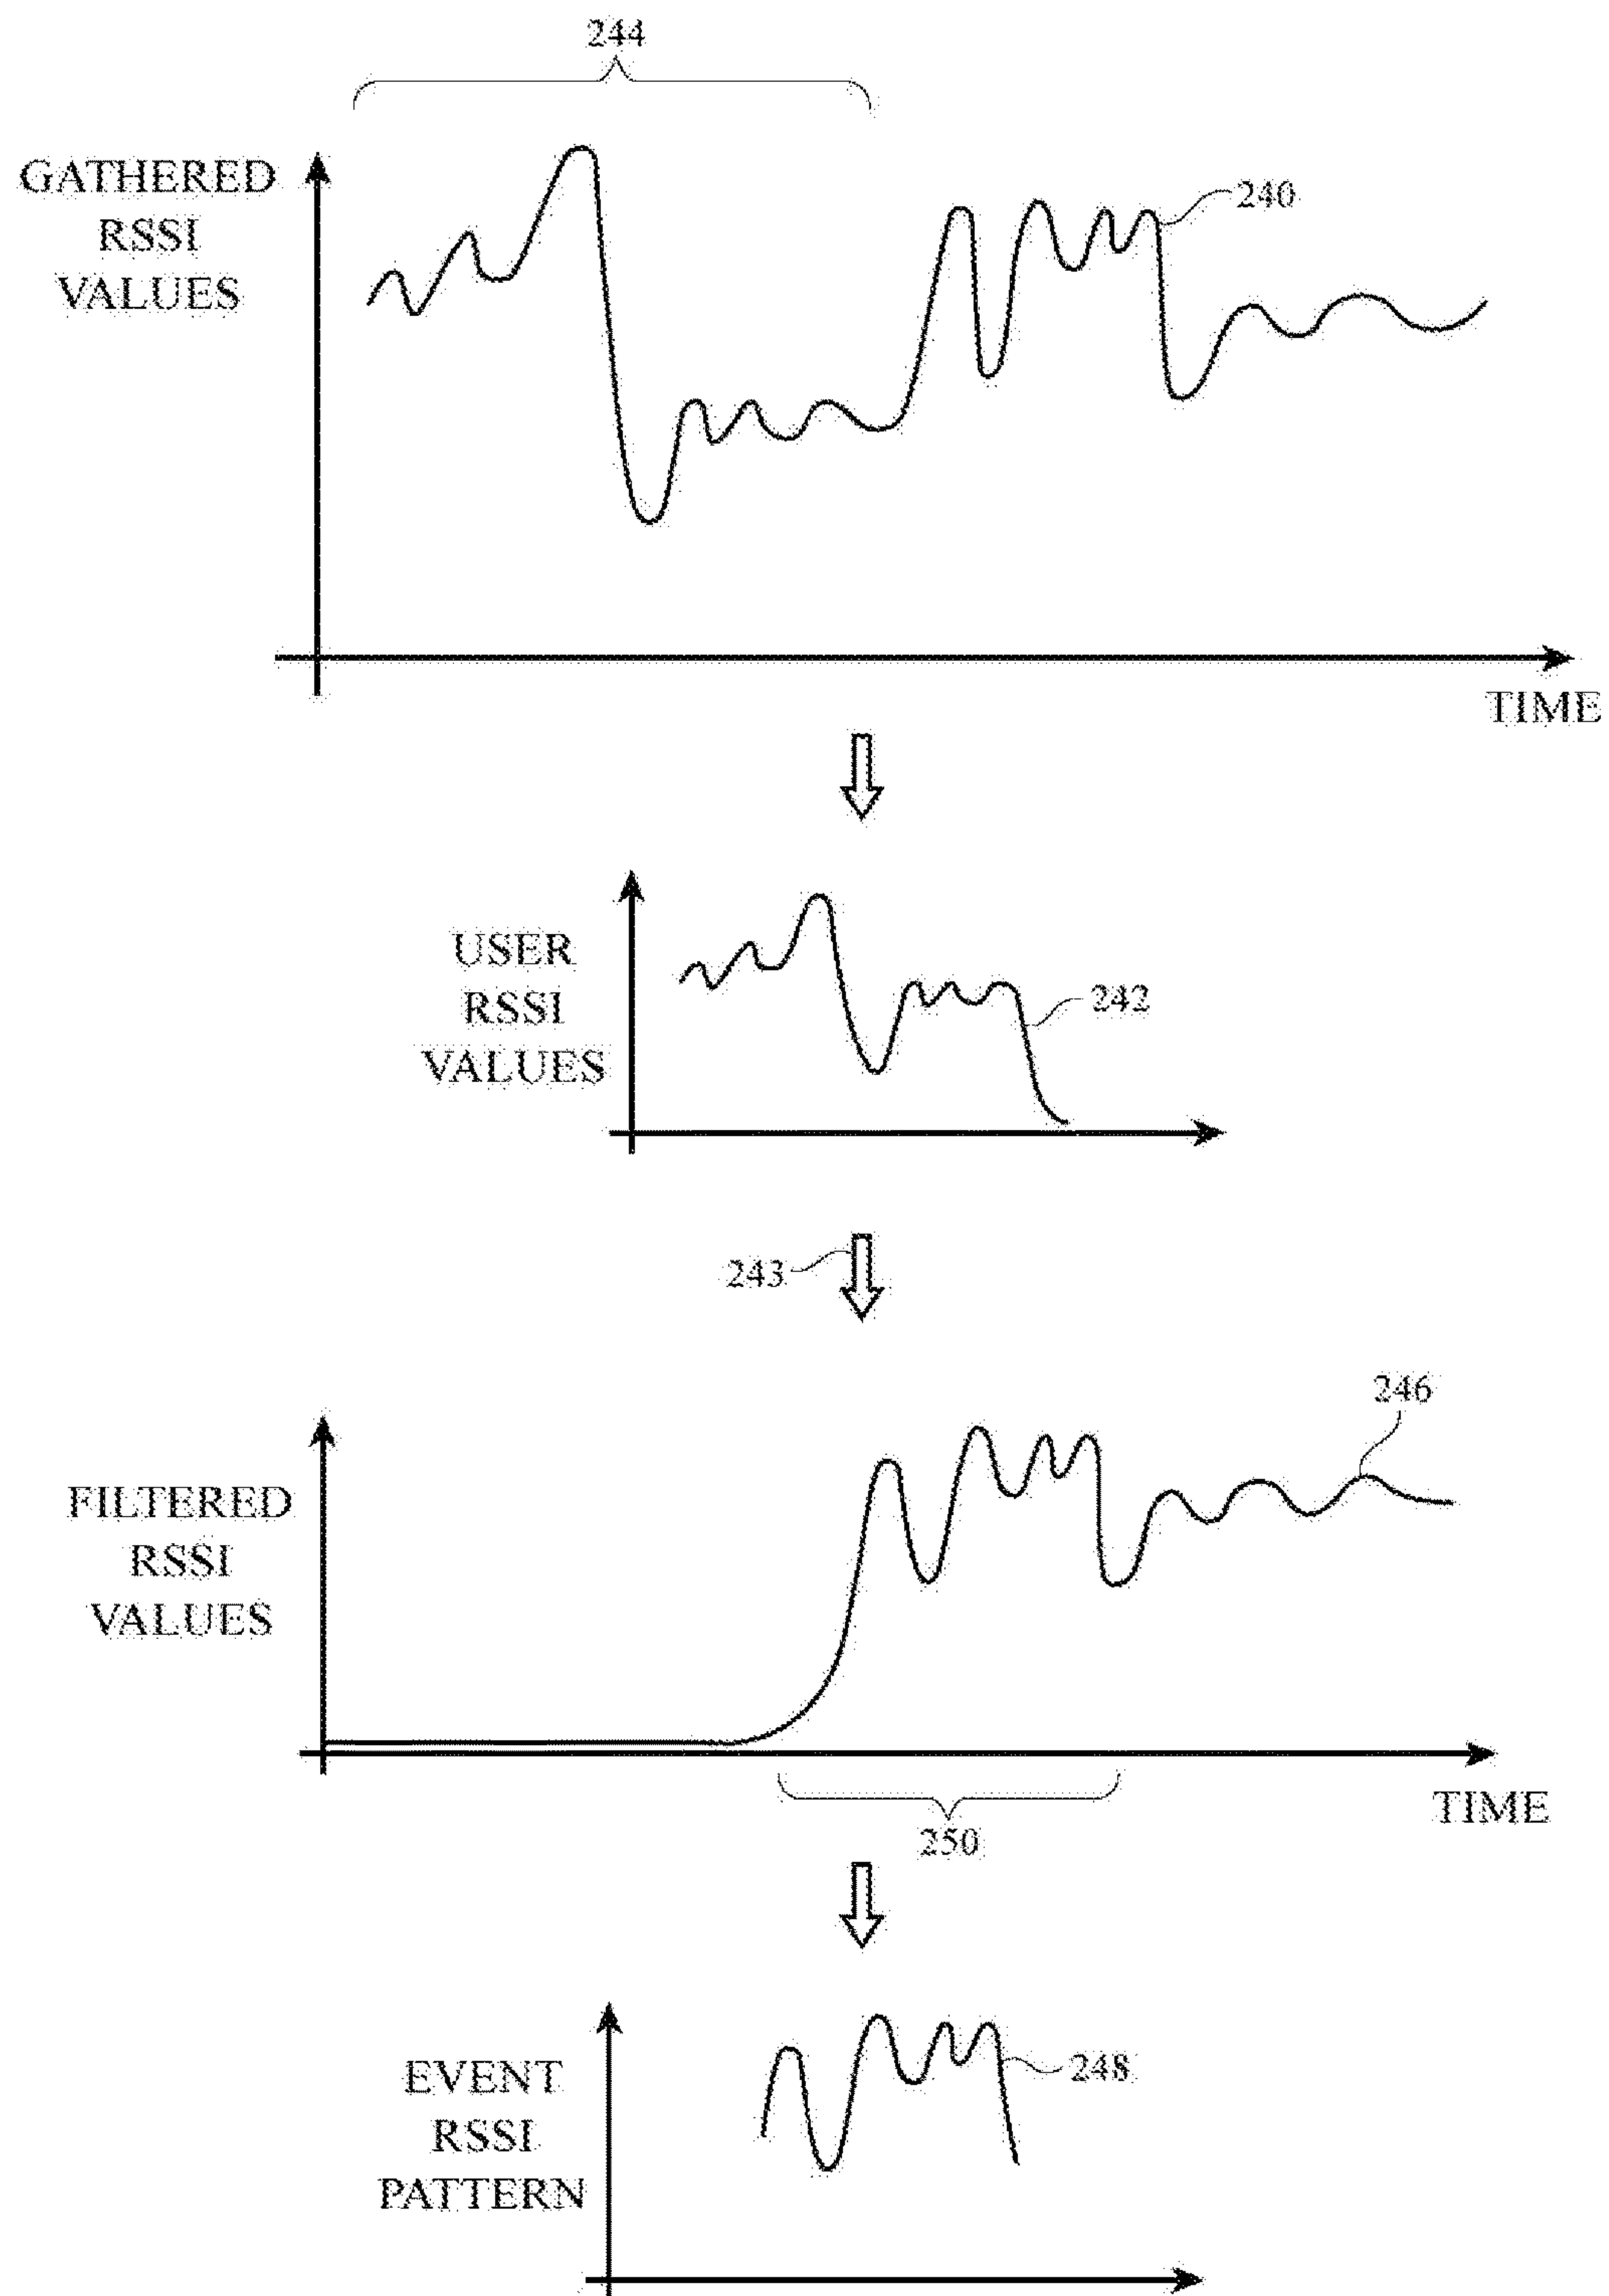 244
GATHERED
RSSI
VALUES
240
TIME
USER
RSSI
VALUES
242
243
246
FILTERED
RSSI
VALUES
TIME
250
EVENT
RSSI
PATTERN
248